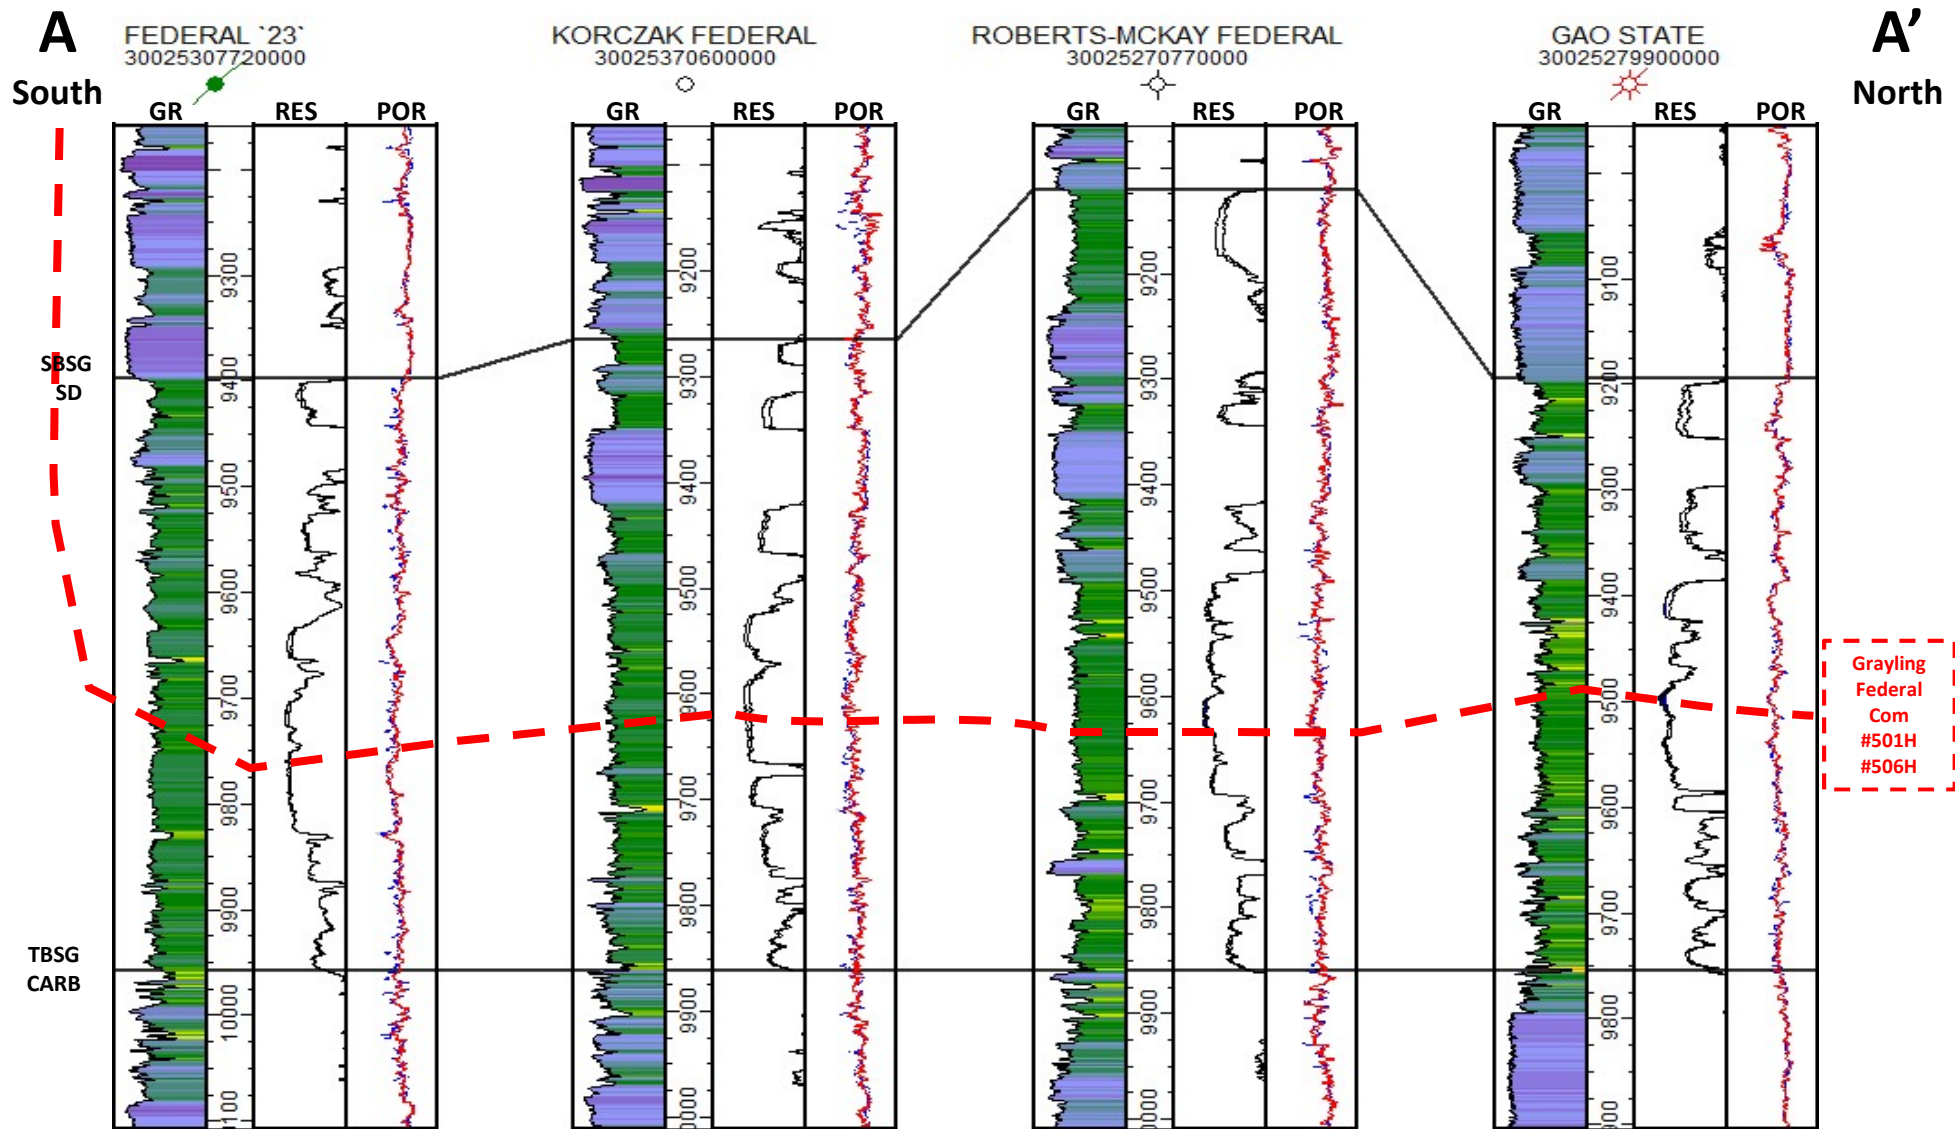 A
South
FEDERAL `23`
30025307720000
KORCZAK FEDERAL
30025370600000
ROBERTS-MCKAY FEDERAL
30025270770000
GAO STATE
30025279900000
A'
North
GR RES POR
GR RES POR
GR RES POR
GR RES POR
9300
9400
9500
9600
9700
9800
9900
10000
9200
9300
9400
9500
9600
9700
9800
9900
9200
9300
9400
9500
9600
9700
9800
9900
9100
9200
9300
9400
9500
9600
9700
9800
SBSG
SD
TBSG
CARB
Grayling
Federal
Com
#501H
#506H